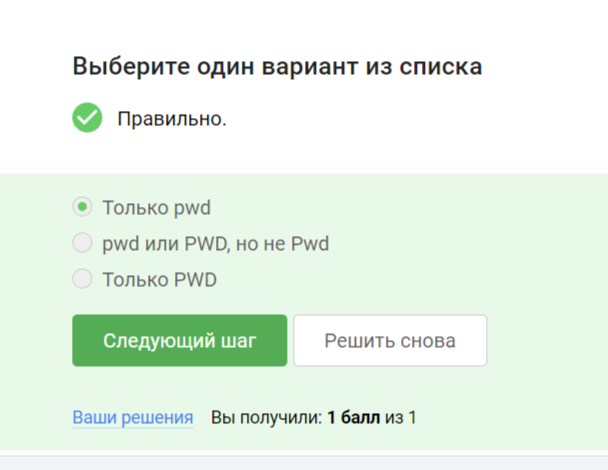 Выберите один вариант из списка
Правильно.
Только pwd
pwd или PWD, но не Pwd
Только PWD
Следующий шаг Решить снова
Ваши решения Вы получили: 1 балл из 1